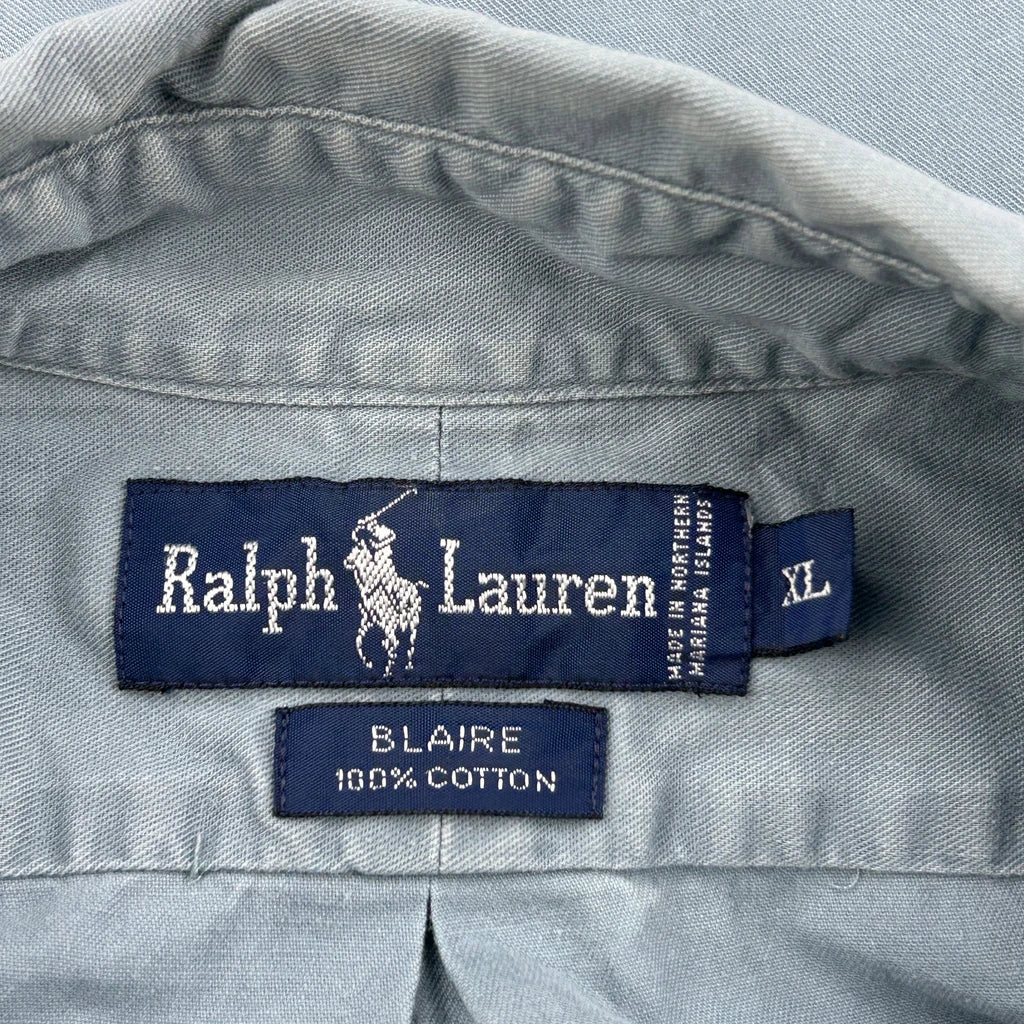 Ralph Lauren
MADE IN NORTHERN
MARIANA ISLANDS
XL
BLAIRE
100% COTTON